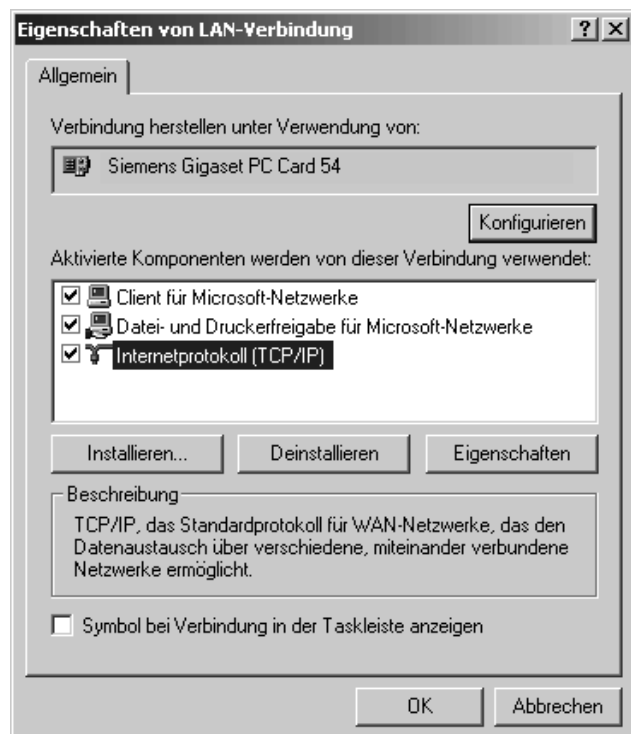 Eigenschaften von LAN-Verbindung
Allgemein
Verbindung herstellen unter Verwendung von:
Siemens Gigaset PC Card 54
Konfigurieren
Aktivierte Komponenten werden von dieser Verbindung verwendet:
Client für Microsoft-Netzwerke
Datei- und Druckerfreigabe für Microsoft-Netzwerke
Internetprotokoll (TCP/IP)
Installieren... Deinstallieren Eigenschaften
Beschreibung
TCP/IP, das Standardprotokoll für WAN-Netzwerke, das den
Datenaustausch über verschiedene, miteinander verbundene
Netzwerke ermöglicht.
Symbol bei Verbindung in der Taskleiste anzeigen
OK Abbrechen